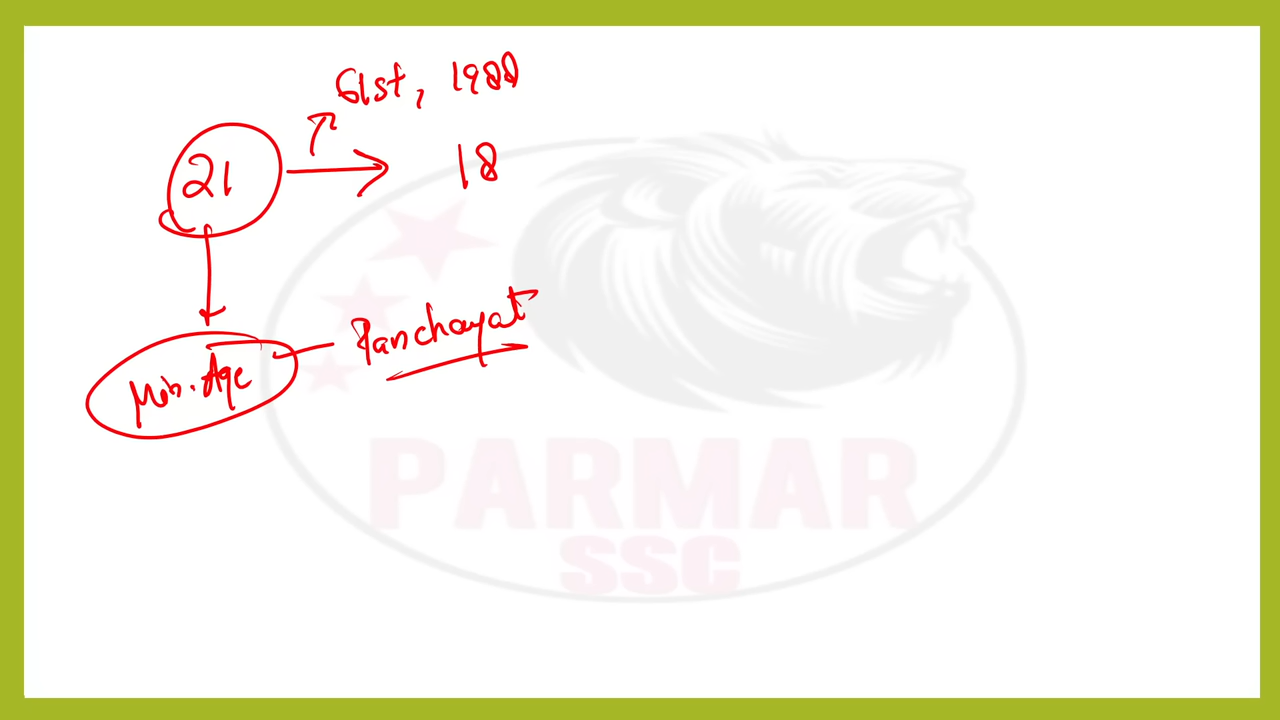 61st, 1988
21
18
Panchayat
Min. Age
PARMAR
SSC